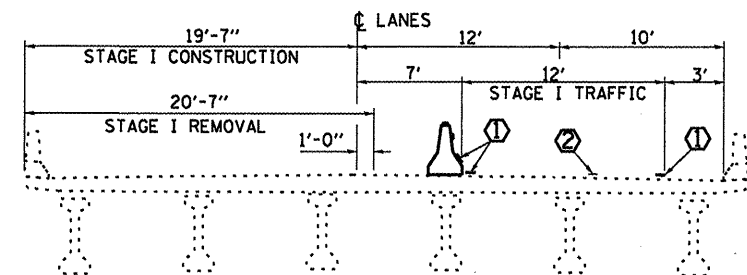 ℄ LANES
19'-7" 12' 10'
STAGE I CONSTRUCTION
7' 12' 3'
STAGE I TRAFFIC
20'-7"
STAGE I REMOVAL
1'-0" 1 2 1